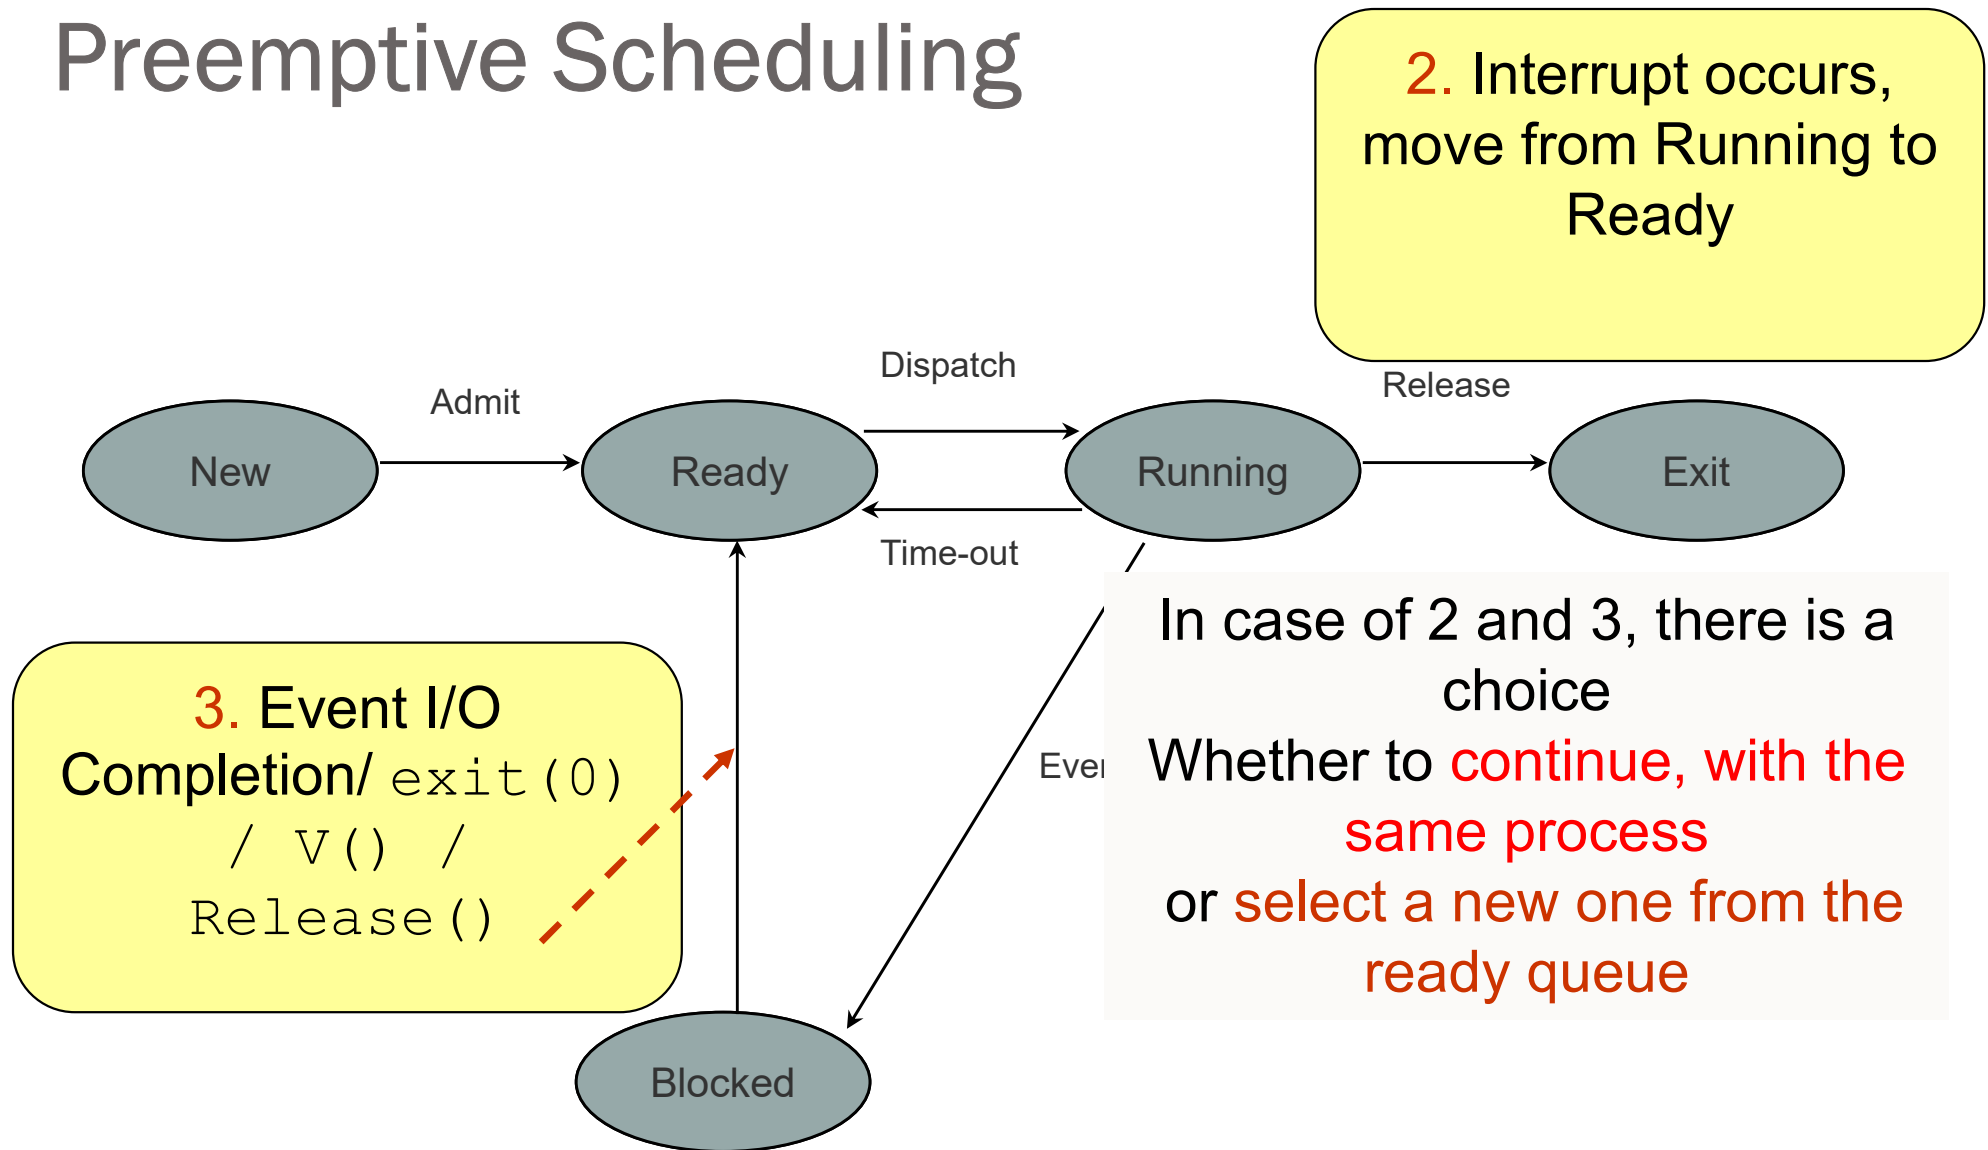 Preemptive Scheduling
2. Interrupt occurs,
move from Running to
Ready
Dispatch
Release
Admit
New
Ready
Running
Exit
Time-out
3. Event I/O
Completion/ exit(0)
/ V() /
Release()
In case of 2 and 3, there is a
choice
Whether to continue, with the
same process
or select a new one from the
ready queue
Blocked